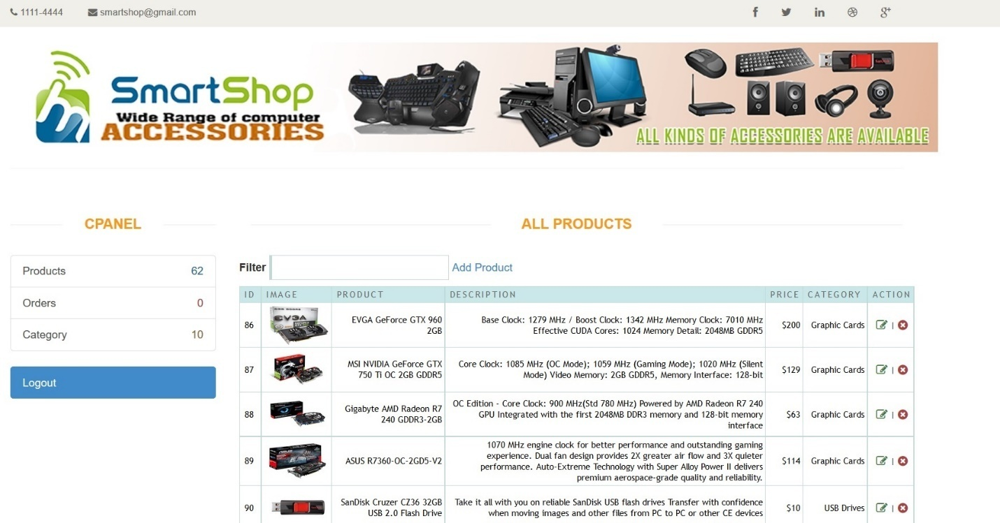 1111-4444 smartshop@gmail.com
SmartShop
Wide Range of computer
ACCESSORIES
ALL KINDS OF ACCESSORIES ARE AVAILABLE
CPANEL
Products 62
Orders 0
Category 10
Logout
ALL PRODUCTS
Filter Add Product
ID IMAGE PRODUCT DESCRIPTION PRICE CATEGORY ACTION
86 EVGA GeForce GTX 960 2GB
Base Clock: 1279 MHz / Boost Clock: 1342 MHz Memory Clock: 7010 MHz
Effective CUDA Cores: 1024 Memory Detail: 2048MB GDDR5
$200 Graphic Cards |
87 MSI NVIDIA GeForce GTX
750 Ti OC 2GB GDDR5
Core Clock: 1085 MHz (OC Mode); 1059 MHz (Gaming Mode); 1020 MHz (Silent
Mode) Video Memory: 2GB GDDR5, Memory Interface: 128-bit
$129 Graphic Cards |
88 Gigabyte AMD Radeon R7
240 GDDR3-2GB
OC Edition - Core Clock: 900 MHz(Std 780 MHz) Powered by AMD Radeon R7 240
GPU Integrated with the first 2048MB DDR3 memory and 128-bit memory
interface
$63 Graphic Cards |
89 ASUS R7360-OC-2GD5-V2
1070 MHz engine clock for better performance and outstanding gaming
experience. Dual fan design provides 2X greater air flow and 3X quieter
performance. Auto-Extreme Technology with Super Alloy Power II delivers
premium aerospace-grade quality and reliability.
$114 Graphic Cards |
90 SanDisk Cruzer CZ36 32GB
USB 2.0 Flash Drive
Take it all with you on reliable SanDisk USB flash drives Transfer with confidence
when moving images and other files from PC to PC or other CE devices
$10 USB Drives |